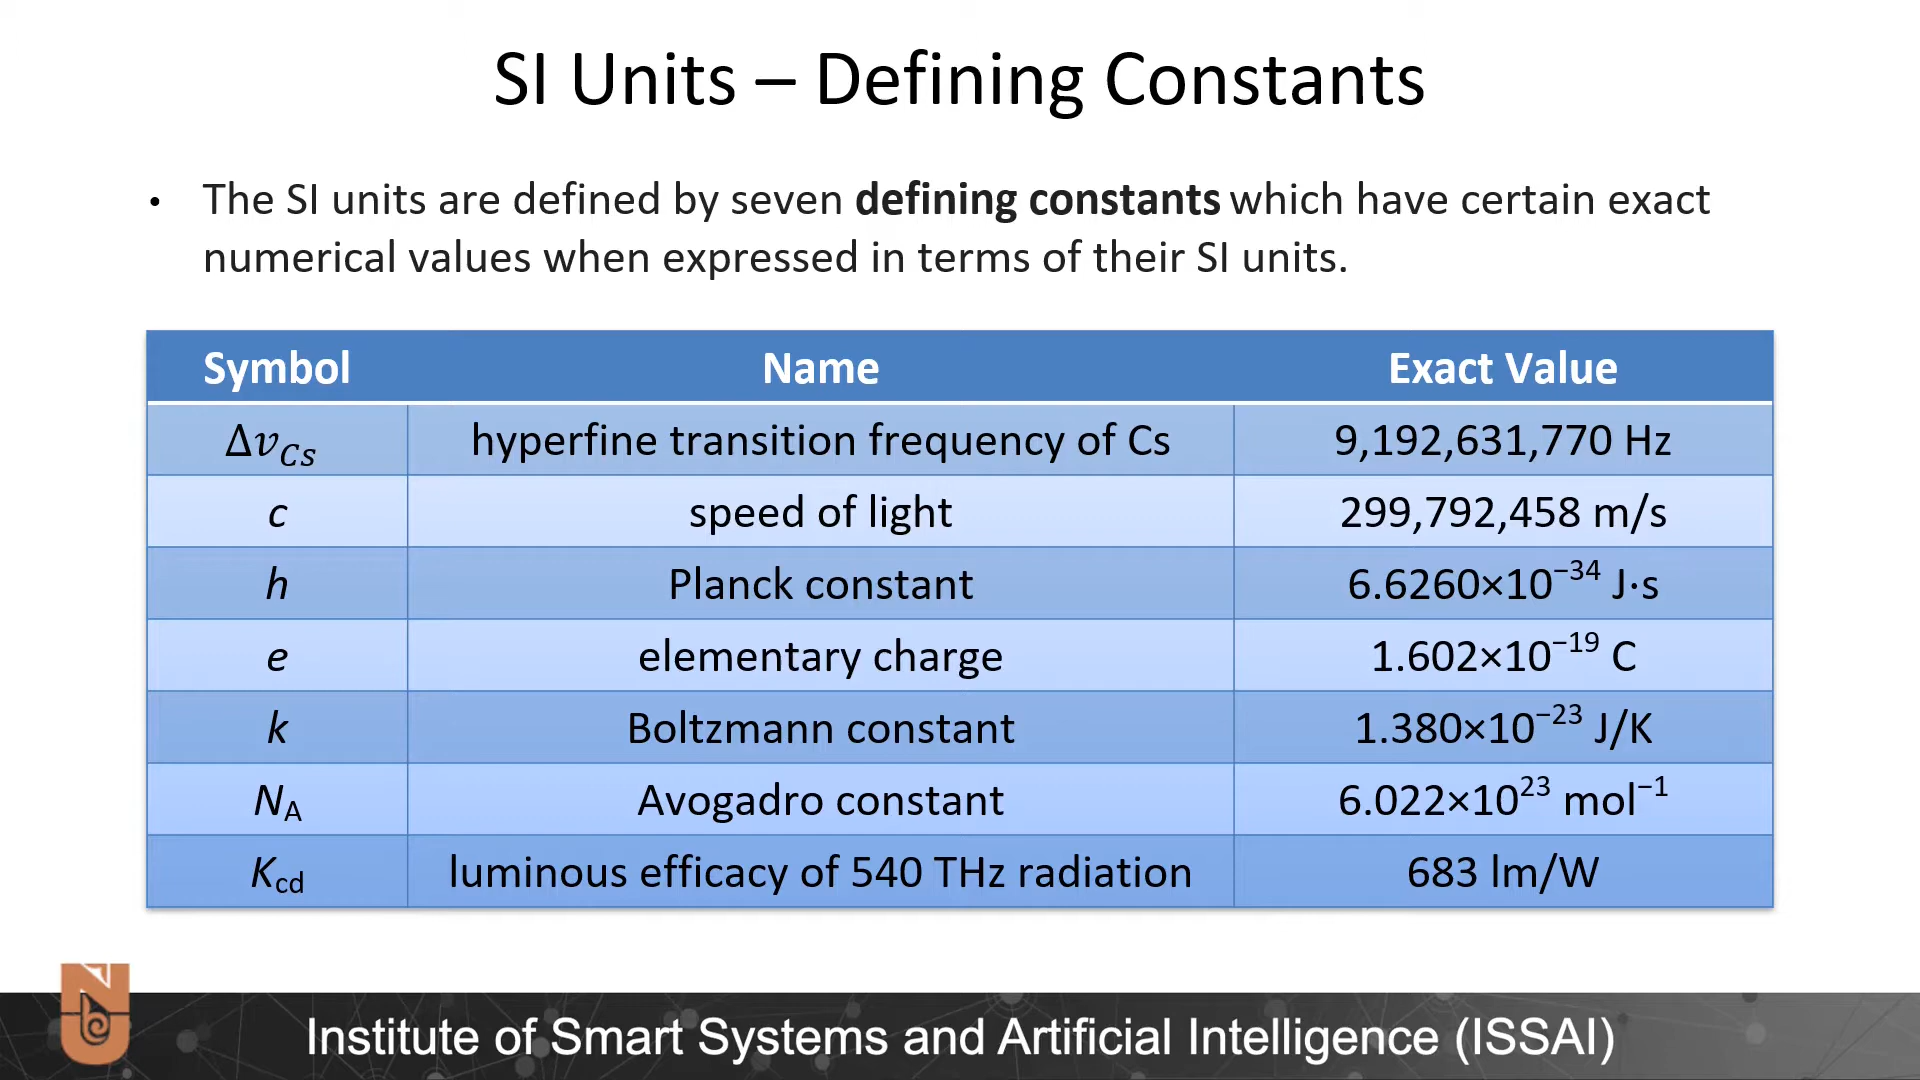 SI Units – Defining Constants
• The SI units are defined by seven defining constants which have certain exact
numerical values when expressed in terms of their SI units.
Symbol Name Exact Value
Δv_Cs hyperfine transition frequency of Cs 9,192,631,770 Hz
c speed of light 299,792,458 m/s
h Planck constant 6.6260×10⁻³⁴ J·s
e elementary charge 1.602×10⁻¹⁹ C
k Boltzmann constant 1.380×10⁻²³ J/K
N_A Avogadro constant 6.022×10²³ mol⁻¹
K_cd luminous efficacy of 540 THz radiation 683 lm/W
Institute of Smart Systems and Artificial Intelligence (ISSAI)